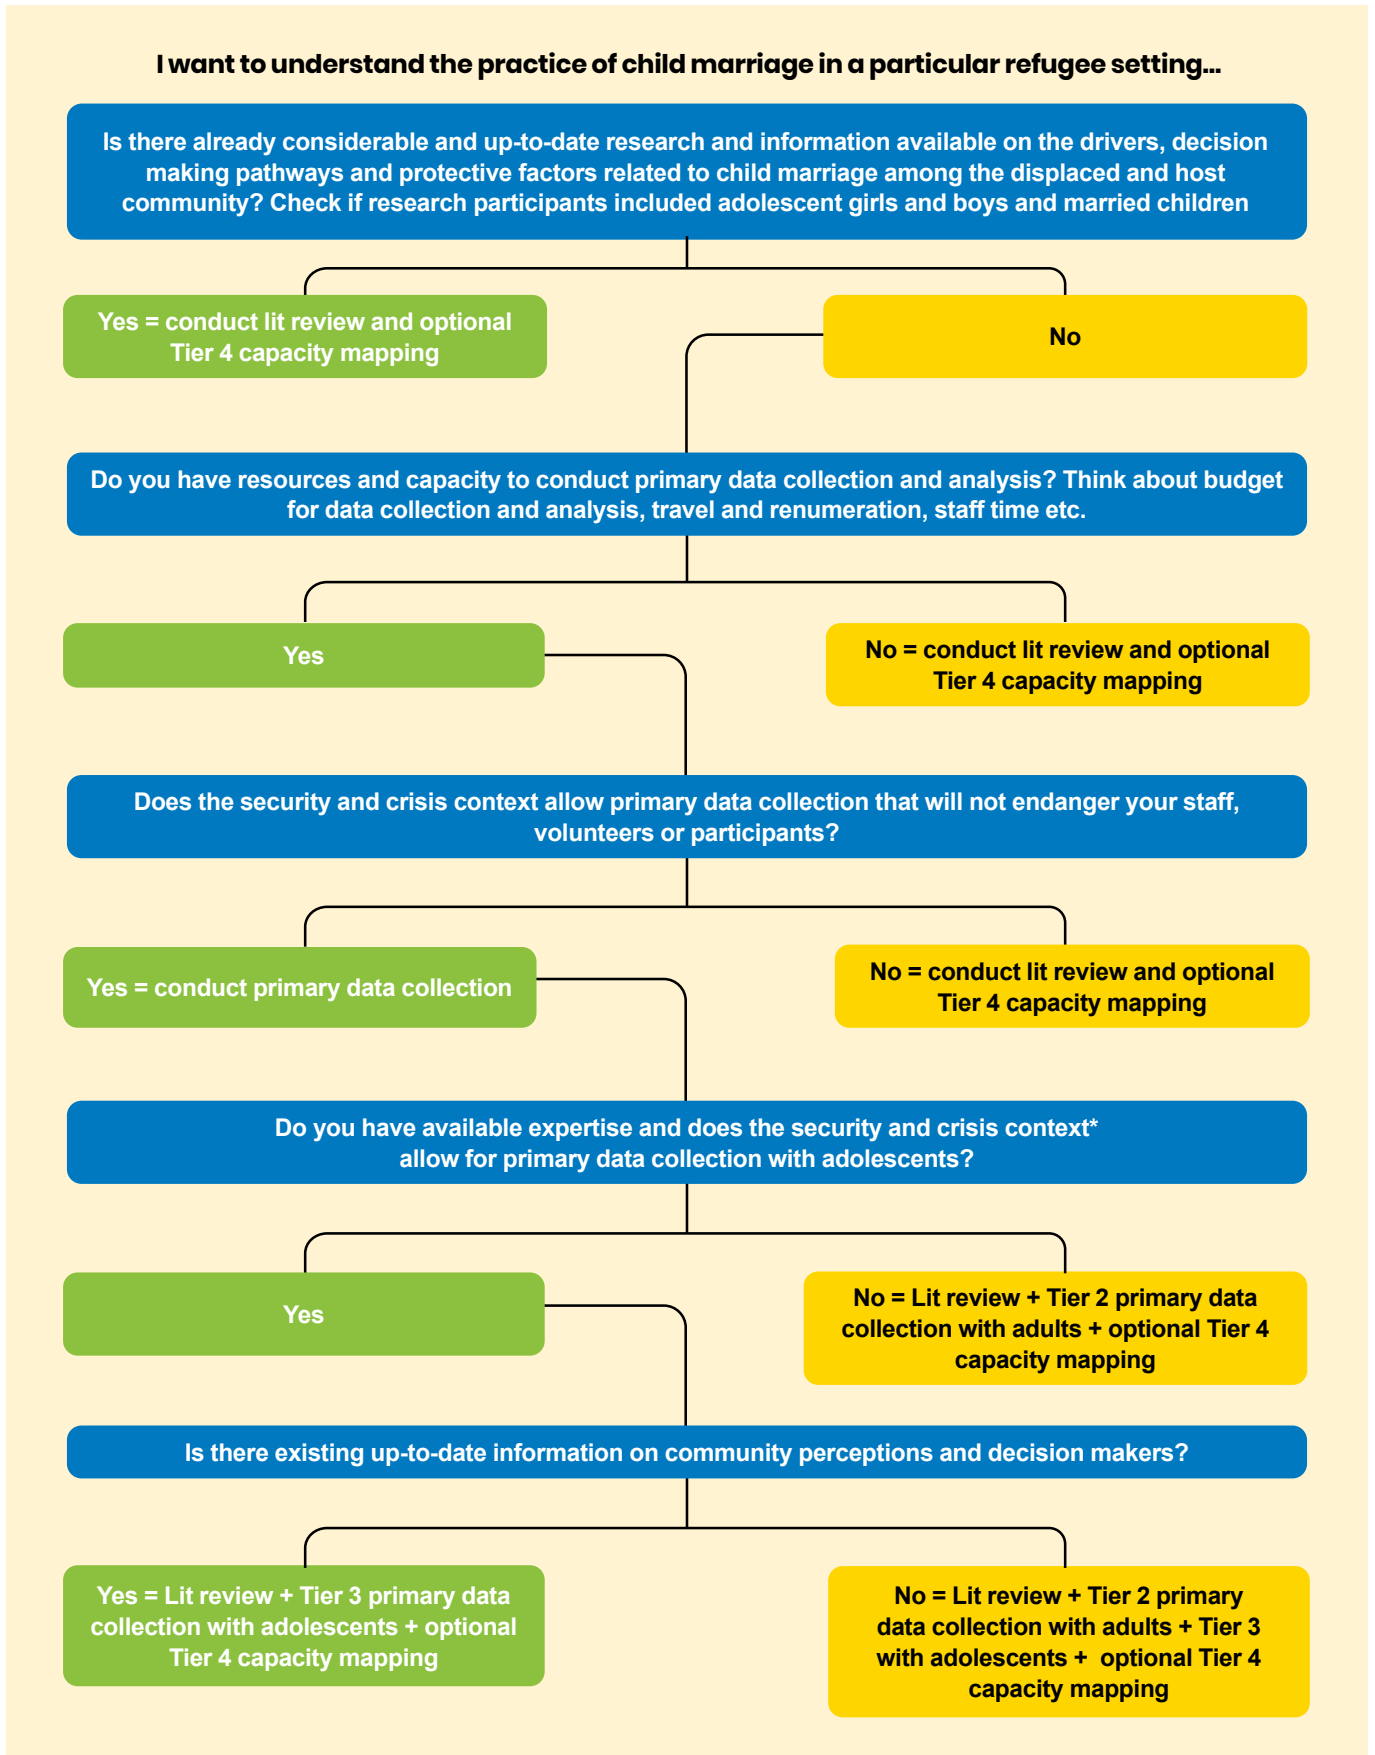 I want to understand the practice of child marriage in a particular refugee setting...
Is there already considerable and up-to-date research and information available on the drivers, decision
making pathways and protective factors related to child marriage among the displaced and host
community? Check if research participants included adolescent girls and boys and married children
Yes = conduct lit review and optional
Tier 4 capacity mapping
No
Do you have resources and capacity to conduct primary data collection and analysis? Think about budget
for data collection and analysis, travel and renumeration, staff time etc.
Yes
No = conduct lit review and optional
Tier 4 capacity mapping
Does the security and crisis context allow primary data collection that will not endanger your staff,
volunteers or participants?
Yes = conduct primary data collection
No = conduct lit review and optional
Tier 4 capacity mapping
Do you have available expertise and does the security and crisis context*
allow for primary data collection with adolescents?
Yes
No = Lit review + Tier 2 primary data
collection with adults + optional Tier 4
capacity mapping
Is there existing up-to-date information on community perceptions and decision makers?
Yes = Lit review + Tier 3 primary data
collection with adolescents + optional
Tier 4 capacity mapping
No = Lit review + Tier 2 primary
data collection with adults + Tier 3
with adolescents + optional Tier 4
capacity mapping